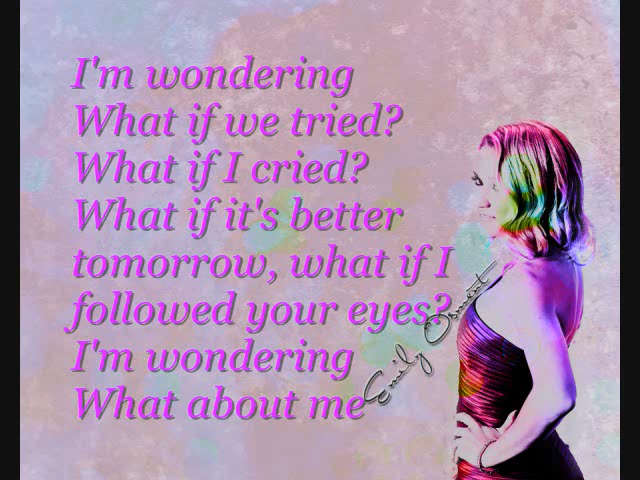 I'm wondering
What if we tried?
What if I cried?
What if it's better
tomorrow, what if I
followed your eyes?
I'm wondering
What about me
Emily Osment